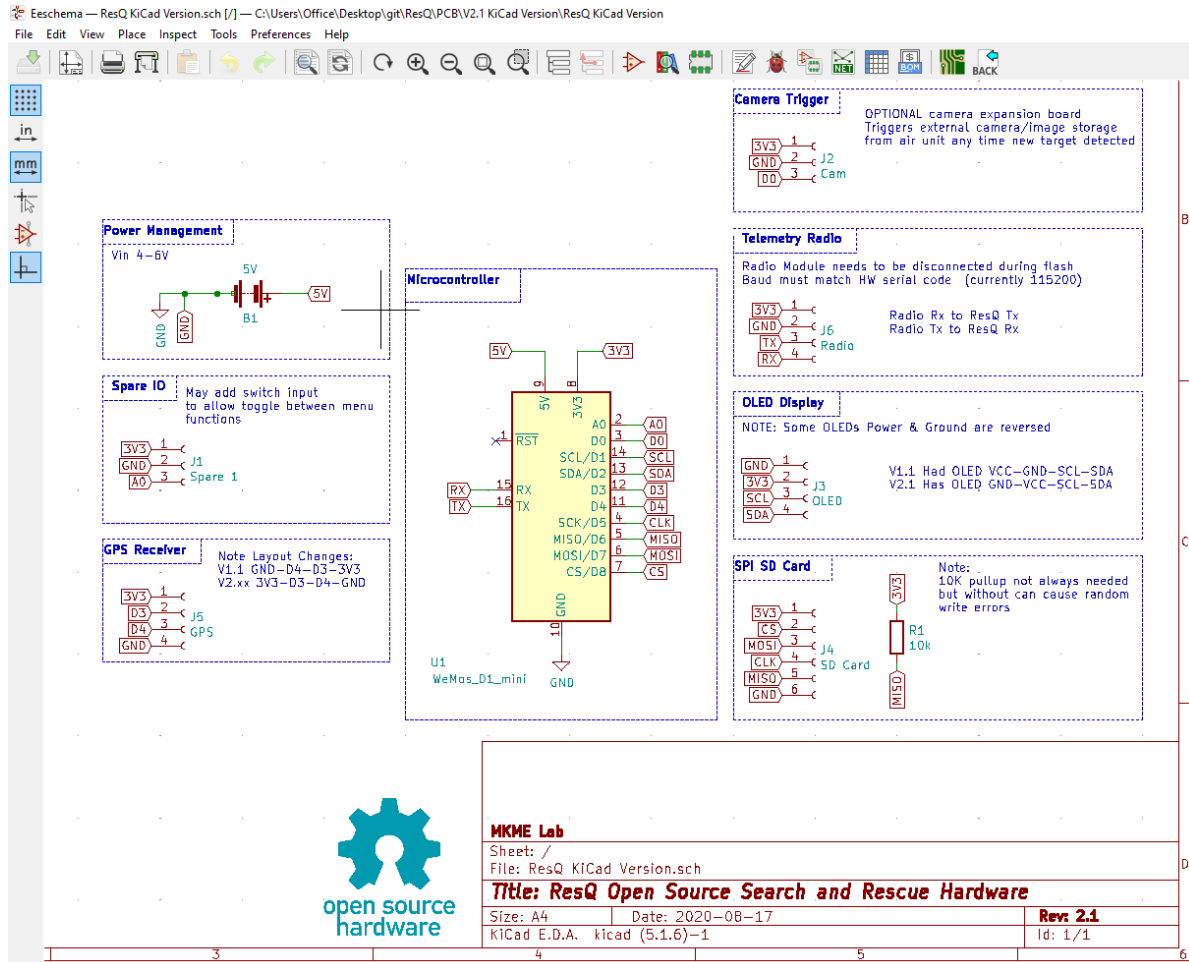 Eeschema — ResQ KiCad Version.sch [/] — C:\Users\Office\Desktop\git\ResQ\PCB\V2.1 KiCad Version\ResQ KiCad Version
File Edit View Place Inspect Tools Preferences Help
NET
BOM
BACK
in
mm
Camera Trigger
OPTIONAL camera expansion board
Triggers external camera/image storage
from air unit any time new target detected
3V3 1
GND 2
D0 3
J2
Cam
B
Power Management
Vin 4-6V
5V
5V
B1
GND
GND
Microcontroller
5V
3V3
9
8
5V
3V3
1 RST
15 RX
RX
16 TX
TX
A0 2 A0
D0 3 D0
SCL/D1 14 SCL
SDA/D2 13 SDA
D3 12 D3
D4 11 D4
SCK/D5 4 CLK
MISO/D6 5 MISO
MOSI/D7 6 MOSI
CS/D8 7 CS
GND
10
U1
WeMos_D1_mini
GND
Telemetry Radio
Radio Module needs to be disconnected during flash
Baud must match HW serial code (currently 115200)
3V3 1
GND 2
TX 3
RX 4
J6
Radio
Radio Rx to ResQ Tx
Radio Tx to ResQ Rx
Spare IO
May add switch input
to allow toggle between menu
functions
3V3 1
GND 2
A0 3
J1
Spare 1
OLED Display
NOTE: Some OLEDs Power & Ground are reversed
GND 1
3V3 2
SCL 3
SDA 4
J3
OLED
V1.1 Had OLED VCC-GND-SCL-SDA
V2.1 Has OLED GND-VCC-SCL-SDA
C
GPS Receiver
Note Layout Changes:
V1.1 GND-D4-D3-3V3
V2.xx 3V3-D3-D4-GND
3V3 1
D3 2
D4 3
GND 4
J5
GPS
SPI SD Card
Note:
10K pullup not always needed
but without can cause random
write errors
3V3 1
CS 2
MOSI 3
CLK 4
MISO 5
GND 6
J4
SD Card
3V3
R1
10k
MISO
open source
hardware
MKME Lab
Sheet: /
File: ResQ KiCad Version.sch
Title: ResQ Open Source Search and Rescue Hardware
Size: A4 Date: 2020-08-17 Rev: 2.1
KiCad E.D.A. kicad (5.1.6)-1 Id: 1/1
D
3 4 5 6